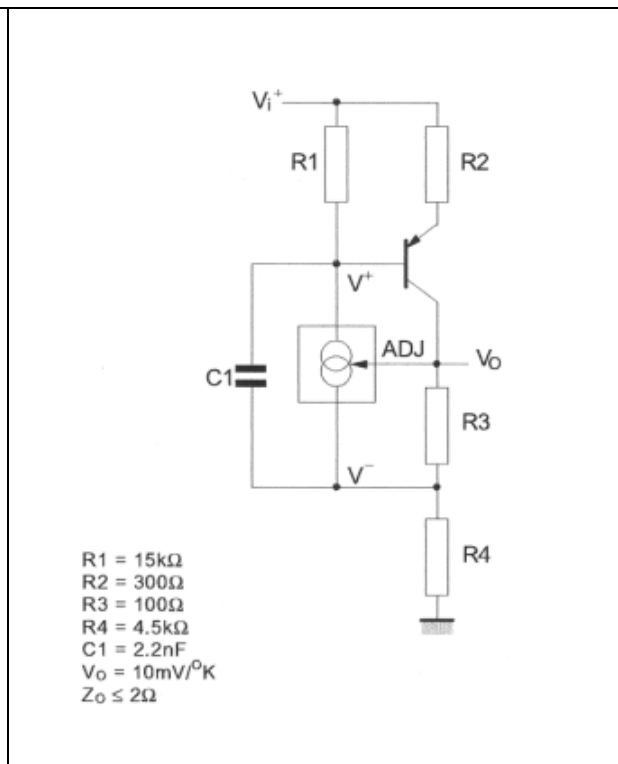 Vi+
R1
R2
V+
ADJ
VO
C1
R3
V−
R4
R1 = 15kΩ
R2 = 300Ω
R3 = 100Ω
R4 = 4.5kΩ
C1 = 2.2nF
VO = 10mV/°K
ZO ≤ 2Ω